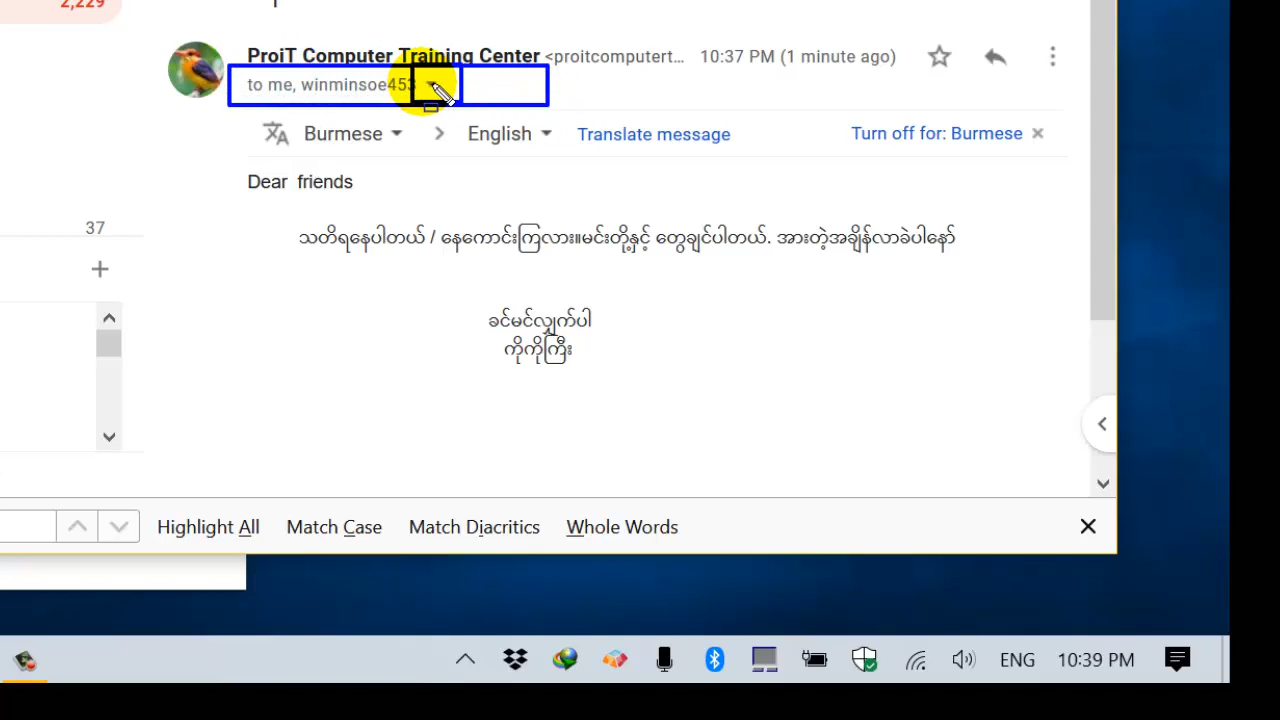 2,229
ProiT Computer Training Center <proitcomputert... 10:37 PM (1 minute ago)
to me, winminsoe453
Burmese > English Translate message Turn off for: Burmese ×
Dear friends
37
သတိရနေပါတယ် / နေကောင်းကြလား။မင်းတို့နှင့် တွေချင်ပါတယ်. အားတဲ့အချိန်လာခဲပါနော်
ခင်မင်လျှက်ပါ
ကိုကိုကြီး
Highlight All Match Case Match Diacritics Whole Words
ENG 10:39 PM